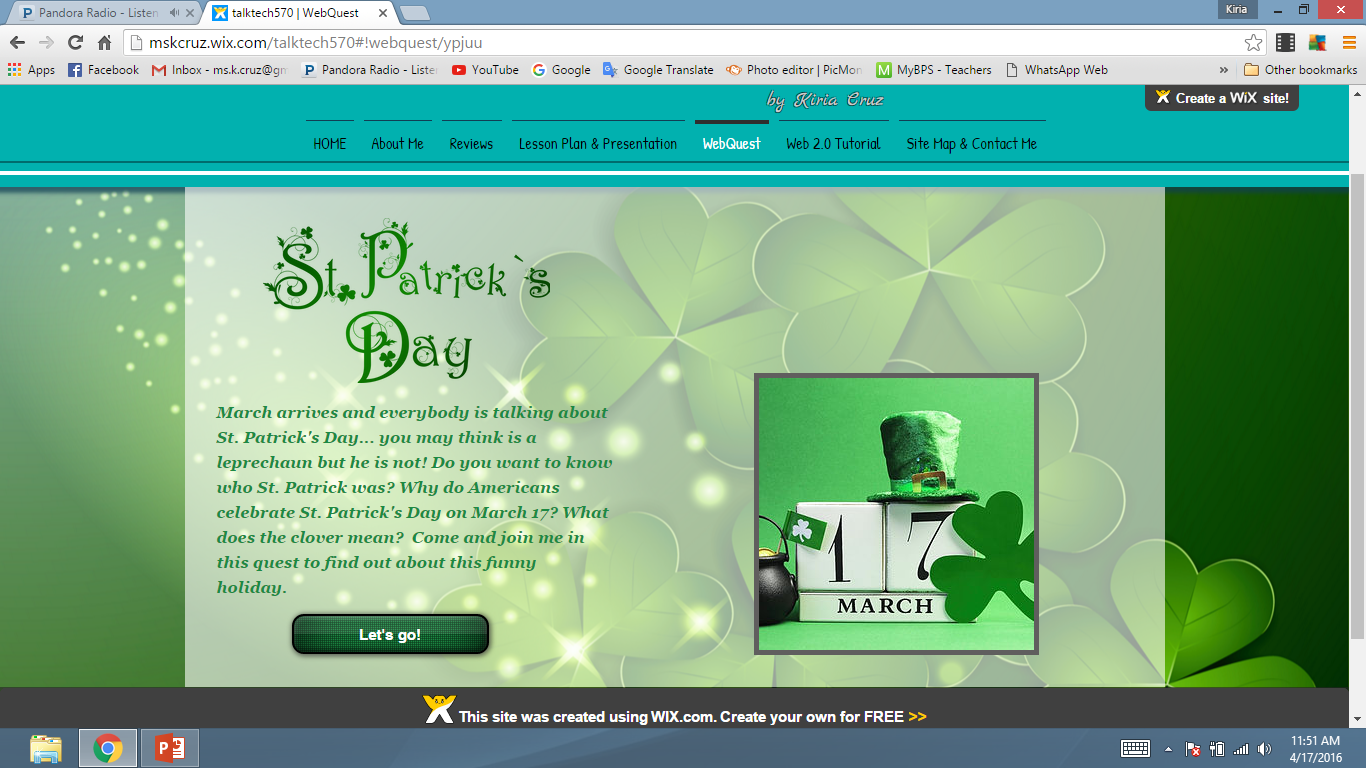 Pandora Radio - Listen
talktech570 | WebQuest
Kiria
mskcruz.wix.com/talktech570#!webquest/ypjuu
Apps
Facebook
Inbox - ms.k.cruz@gm
Pandora Radio - Liste
YouTube
Google
Google Translate
Photo editor | PicMon
MyBPS - Teachers
WhatsApp Web
»
Other bookmarks
by Kiria Cruz
Create a WiX site!
HOME
About Me
Reviews
Lesson Plan & Presentation
WebQuest
Web 2.0 Tutorial
Site Map & Contact Me
St. Patrick`s
Day
March arrives and everybody is talking about
St. Patrick's Day... you may think is a
leprechaun but he is not! Do you want to know
who St. Patrick was? Why do Americans
celebrate St. Patrick's Day on March 17? What
does the clover mean?  Come and join me in
this quest to find out about this funny
holiday.
17
MARCH
Let's go!
This site was created using WIX.com. Create your own for FREE >>
11:51 AM
4/17/2016